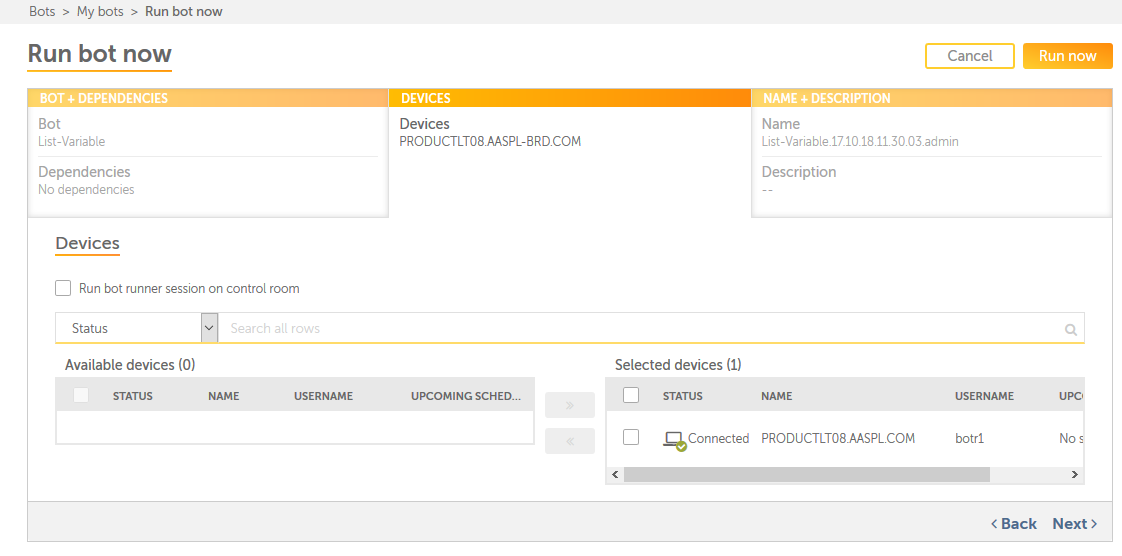 Bots > My bots > Run bot now
Run bot now
Cancel
Run now
BOT + DEPENDENCIES
Bot
List-Variable
Dependencies
No dependencies
DEVICES
Devices
PRODUCTLT08.AASPL-BRD.COM
NAME + DESCRIPTION
Name
List-Variable.17.10.18.11.30.03.admin
Description
--
Devices
Run bot runner session on control room
Status
Search all rows
Available devices (0)
STATUS NAME USERNAME UPCOMING SCHED...
Selected devices (1)
STATUS NAME USERNAME UPC
Connected PRODUCTLT08.AASPL.COM botr1 No s
< Back Next >